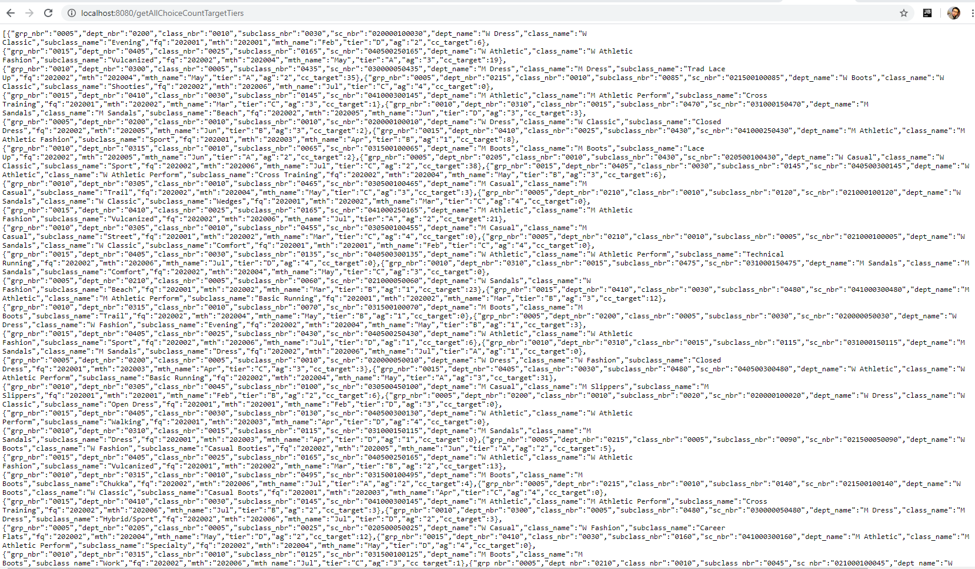 localhost:8080/getAllChoiceCountTargetTiers
[{"grp_nbr":"0005","dept_nbr":"0200","class_nbr":"0010","subclass_nbr":"0030","sc_nbr":"020000100030","dept_name":"W Dress","class_name":"W
Classic","subclass_name":"Evening","fq":"202001","mth":"202001","mth_name":"Feb","tier":"D","ag":"2","cc_target":6},
{"grp_nbr":"0015","dept_nbr":"0405","class_nbr":"0025","subclass_nbr":"0165","sc_nbr":"040500250165","dept_name":"W Athletic","class_name":"W Athletic
Fashion","subclass_name":"Vulcanized","fq":"202002","mth":"202004","mth_name":"May","tier":"A","ag":"3","cc_target":19},
{"grp_nbr":"0010","dept_nbr":"0300","class_nbr":"0005","subclass_nbr":"0435","sc_nbr":"030000050435","dept_name":"M Dress","class_name":"M Dress","subclass_name":"Trad Lace
Up","fq":"202002","mth":"202004","mth_name":"May","tier":"A","ag":"2","cc_target":35},{"grp_nbr":"0005","dept_nbr":"0215","class_nbr":"0010","subclass_nbr":"0085","sc_nbr":"021500100085","dept_name":"W Boots","class_name":"W
Classic","subclass_name":"Shooties","fq":"202002","mth":"202006","mth_name":"Jul","tier":"C","ag":"4","cc_target":0},
{"grp_nbr":"0015","dept_nbr":"0410","class_nbr":"0030","subclass_nbr":"0145","sc_nbr":"041000300145","dept_name":"M Athletic","class_name":"M Athletic Perform","subclass_name":"Cross
Training","fq":"202001","mth":"202002","mth_name":"Mar","tier":"C","ag":"3","cc_target":1},{"grp_nbr":"0010","dept_nbr":"0310","class_nbr":"0015","subclass_nbr":"0470","sc_nbr":"031000150470","dept_name":"M
Sandals","class_name":"M Sandals","subclass_name":"Beach","fq":"202002","mth":"202005","mth_name":"Jun","tier":"D","ag":"3","cc_target":3},
{"grp_nbr":"0005","dept_nbr":"0200","class_nbr":"0010","subclass_nbr":"0010","sc_nbr":"020000100010","dept_name":"W Dress","class_name":"W Classic","subclass_name":"Closed
Dress","fq":"202002","mth":"202005","mth_name":"Jun","tier":"B","ag":"3","cc_target":2},{"grp_nbr":"0015","dept_nbr":"0410","class_nbr":"0025","subclass_nbr":"0430","sc_nbr":"041000250430","dept_name":"M Athletic","class_name":"M
Athletic Fashion","subclass_name":"Sport","fq":"202001","mth":"202003","mth_name":"Apr","tier":"B","ag":"1","cc_target":8},
{"grp_nbr":"0010","dept_nbr":"0315","class_nbr":"0010","subclass_nbr":"0065","sc_nbr":"031500100065","dept_name":"M Boots","class_name":"M Boots","subclass_name":"Lace
Up","fq":"202002","mth":"202005","mth_name":"Jun","tier":"A","ag":"2","cc_target":2},{"grp_nbr":"0005","dept_nbr":"0205","class_nbr":"0010","subclass_nbr":"0430","sc_nbr":"020500100430","dept_name":"W Casual","class_name":"W
Classic","subclass_name":"Sport","fq":"202002","mth":"202006","mth_name":"Jul","tier":"C","ag":"2","cc_target":38},{"grp_nbr":"0015","dept_nbr":"0405","class_nbr":"0030","subclass_nbr":"0145","sc_nbr":"040500300145","dept_name":"W
Athletic","class_name":"W Athletic Perform","subclass_name":"Cross Training","fq":"202002","mth":"202004","mth_name":"May","tier":"B","ag":"3","cc_target":6},
{"grp_nbr":"0010","dept_nbr":"0305","class_nbr":"0010","subclass_nbr":"0465","sc_nbr":"030500100465","dept_name":"M Casual","class_name":"M
Casual","subclass_name":"Trail","fq":"202002","mth":"202004","mth_name":"May","tier":"C","ag":"1","cc_target":3},{"grp_nbr":"0005","dept_nbr":"0210","class_nbr":"0010","subclass_nbr":"0120","sc_nbr":"021000100120","dept_name":"W
Sandals","class_name":"W Classic","subclass_name":"Wedges","fq":"202001","mth":"202002","mth_name":"Mar","tier":"C","ag":"4","cc_target":0},
{"grp_nbr":"0015","dept_nbr":"0410","class_nbr":"0025","subclass_nbr":"0165","sc_nbr":"041000250165","dept_name":"M Athletic","class_name":"M Athletic
Fashion","subclass_name":"Vulcanized","fq":"202002","mth":"202006","mth_name":"Jul","tier":"A","ag":"2","cc_target":21},
{"grp_nbr":"0010","dept_nbr":"0305","class_nbr":"0010","subclass_nbr":"0455","sc_nbr":"030500100455","dept_name":"M Casual","class_name":"M
Casual","subclass_name":"Street","fq":"202001","mth":"202002","mth_name":"Mar","tier":"C","ag":"4","cc_target":0},{"grp_nbr":"0005","dept_nbr":"0210","class_nbr":"0010","subclass_nbr":"0005","sc_nbr":"021000100005","dept_name":"W
Sandals","class_name":"W Classic","subclass_name":"Comfort","fq":"202001","mth":"202001","mth_name":"Feb","tier":"C","ag":"4","cc_target":0},
{"grp_nbr":"0015","dept_nbr":"0405","class_nbr":"0030","subclass_nbr":"0135","sc_nbr":"040500300135","dept_name":"W Athletic","class_name":"W Athletic Perform","subclass_name":"Technical
Running","fq":"202002","mth":"202006","mth_name":"Jul","tier":"D","ag":"4","cc_target":0},{"grp_nbr":"0010","dept_nbr":"0310","class_nbr":"0015","subclass_nbr":"0475","sc_nbr":"031000150475","dept_name":"M Sandals","class_name":"M
Sandals","subclass_name":"Comfort","fq":"202002","mth":"202004","mth_name":"May","tier":"C","ag":"3","cc_target":0},
{"grp_nbr":"0005","dept_nbr":"0210","class_nbr":"0005","subclass_nbr":"0060","sc_nbr":"021000050060","dept_name":"W Sandals","class_name":"W
Fashion","subclass_name":"Beach","fq":"202001","mth":"202002","mth_name":"Mar","tier":"B","ag":"1","cc_target":23},{"grp_nbr":"0015","dept_nbr":"0410","class_nbr":"0030","subclass_nbr":"0480","sc_nbr":"041000300480","dept_name":"M
Athletic","class_name":"M Athletic Perform","subclass_name":"Basic Running","fq":"202001","mth":"202002","mth_name":"Mar","tier":"B","ag":"3","cc_target":12},
{"grp_nbr":"0010","dept_nbr":"0315","class_nbr":"0010","subclass_nbr":"0070","sc_nbr":"031500100070","dept_name":"M Boots","class_name":"M
Boots","subclass_name":"Trail","fq":"202002","mth":"202004","mth_name":"May","tier":"B","ag":"1","cc_target":0},{"grp_nbr":"0005","dept_nbr":"0200","class_nbr":"0005","subclass_nbr":"0030","sc_nbr":"020000050030","dept_name":"W
Dress","class_name":"W Fashion","subclass_name":"Evening","fq":"202002","mth":"202004","mth_name":"May","tier":"B","ag":"1","cc_target":3},
{"grp_nbr":"0015","dept_nbr":"0405","class_nbr":"0025","subclass_nbr":"0430","sc_nbr":"040500250430","dept_name":"W Athletic","class_name":"W Athletic
Fashion","subclass_name":"Sport","fq":"202002","mth":"202006","mth_name":"Jul","tier":"D","ag":"1","cc_target":6},{"grp_nbr":"0010","dept_nbr":"0310","class_nbr":"0015","subclass_nbr":"0115","sc_nbr":"031000150115","dept_name":"M
Sandals","class_name":"M Sandals","subclass_name":"Dress","fq":"202002","mth":"202006","mth_name":"Jul","tier":"A","ag":"1","cc_target":0},
{"grp_nbr":"0005","dept_nbr":"0200","class_nbr":"0005","subclass_nbr":"0010","sc_nbr":"020000050010","dept_name":"W Dress","class_name":"W Fashion","subclass_name":"Closed
Dress","fq":"202001","mth":"202003","mth_name":"Apr","tier":"C","ag":"3","cc_target":3},{"grp_nbr":"0015","dept_nbr":"0405","class_nbr":"0030","subclass_nbr":"0480","sc_nbr":"040500300480","dept_name":"W Athletic","class_name":"W
Athletic Perform","subclass_name":"Basic Running","fq":"202002","mth":"202004","mth_name":"May","tier":"A","ag":"3","cc_target":31},
{"grp_nbr":"0010","dept_nbr":"0305","class_nbr":"0045","subclass_nbr":"0100","sc_nbr":"030500450100","dept_name":"M Casual","class_name":"M Slippers","subclass_name":"M
Slippers","fq":"202001","mth":"202001","mth_name":"Feb","tier":"B","ag":"2","cc_target":6},{"grp_nbr":"0005","dept_nbr":"0200","class_nbr":"0010","subclass_nbr":"0020","sc_nbr":"020000100020","dept_name":"W Dress","class_name":"W
Classic","subclass_name":"Open Dress","fq":"202001","mth":"202001","mth_name":"Feb","tier":"D","ag":"3","cc_target":0},
{"grp_nbr":"0015","dept_nbr":"0405","class_nbr":"0030","subclass_nbr":"0130","sc_nbr":"040500300130","dept_name":"W Athletic","class_name":"W Athletic
Perform","subclass_name":"Walking","fq":"202001","mth":"202003","mth_name":"Apr","tier":"D","ag":"4","cc_target":0},
{"grp_nbr":"0010","dept_nbr":"0310","class_nbr":"0015","subclass_nbr":"0115","sc_nbr":"031000150115","dept_name":"M Sandals","class_name":"M
Sandals","subclass_name":"Dress","fq":"202001","mth":"202003","mth_name":"Apr","tier":"D","ag":"1","cc_target":0},{"grp_nbr":"0005","dept_nbr":"0215","class_nbr":"0005","subclass_nbr":"0090","sc_nbr":"021500050090","dept_name":"W
Boots","class_name":"W Fashion","subclass_name":"Casual Booties","fq":"202002","mth":"202005","mth_name":"Jun","tier":"A","ag":"2","cc_target":5},
{"grp_nbr":"0015","dept_nbr":"0405","class_nbr":"0025","subclass_nbr":"0165","sc_nbr":"040500250165","dept_name":"W Athletic","class_name":"W Athletic
Fashion","subclass_name":"Vulcanized","fq":"202001","mth":"202002","mth_name":"Mar","tier":"B","ag":"2","cc_target":13},
{"grp_nbr":"0010","dept_nbr":"0315","class_nbr":"0010","subclass_nbr":"0495","sc_nbr":"031500100495","dept_name":"M Boots","class_name":"M
Boots","subclass_name":"Chukka","fq":"202002","mth":"202006","mth_name":"Jul","tier":"A","ag":"2","cc_target":4},{"grp_nbr":"0005","dept_nbr":"0215","class_nbr":"0010","subclass_nbr":"0140","sc_nbr":"021500100140","dept_name":"W
Boots","class_name":"W Classic","subclass_name":"Casual Boots","fq":"202001","mth":"202003","mth_name":"Apr","tier":"C","ag":"4","cc_target":0},
{"grp_nbr":"0015","dept_nbr":"0410","class_nbr":"0030","subclass_nbr":"0145","sc_nbr":"041000300145","dept_name":"M Athletic","class_name":"M Athletic Perform","subclass_name":"Cross
Training","fq":"202002","mth":"202006","mth_name":"Jul","tier":"B","ag":"2","cc_target":3},{"grp_nbr":"0010","dept_nbr":"0300","class_nbr":"0005","subclass_nbr":"0480","sc_nbr":"030000050480","dept_name":"M Dress","class_name":"M
Dress","subclass_name":"Hybrid/Sport","fq":"202002","mth":"202006","mth_name":"Jul","tier":"D","ag":"2","cc_target":3},
{"grp_nbr":"0005","dept_nbr":"0205","class_nbr":"0005","subclass_nbr":"0025","sc_nbr":"020500050025","dept_name":"W Casual","class_name":"W Fashion","subclass_name":"Career
Flats","fq":"202002","mth":"202004","mth_name":"May","tier":"D","ag":"2","cc_target":12},{"grp_nbr":"0015","dept_nbr":"0410","class_nbr":"0030","subclass_nbr":"0160","sc_nbr":"041000300160","dept_name":"M Athletic","class_name":"M
Athletic Perform","subclass_name":"Specialty","fq":"202002","mth":"202004","mth_name":"May","tier":"D","ag":"4","cc_target":0},
{"grp_nbr":"0010","dept_nbr":"0315","class_nbr":"0010","subclass_nbr":"0125","sc_nbr":"031500100125","dept_name":"M Boots","class_name":"M
Boots","subclass_name":"Work","fq":"202002","mth":"202006","mth_name":"Jul","tier":"C","ag":"3","cc_target":1},{"grp_nbr":"0005","dept_nbr":"0210","class_nbr":"0010","subclass_nbr":"0045","sc_nbr":"021000100045","dept_name":"W